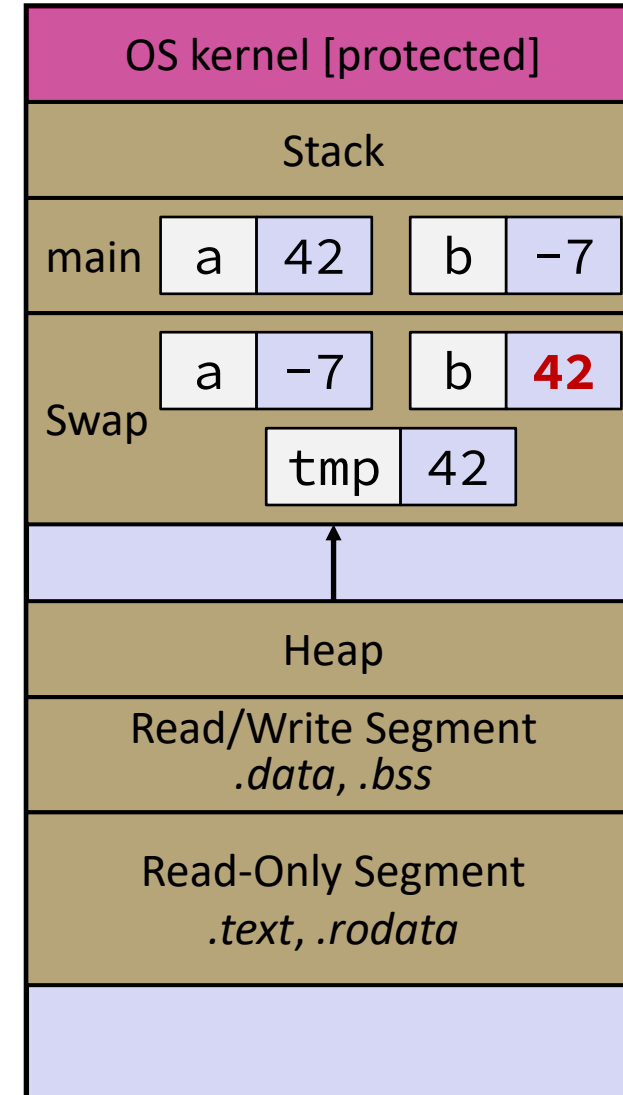 OS kernel [protected]
Stack
main a 42 b -7
a -7 b 42
Swap
tmp 42
Heap
Read/Write Segment
.data, .bss
Read-Only Segment
.text, .rodata